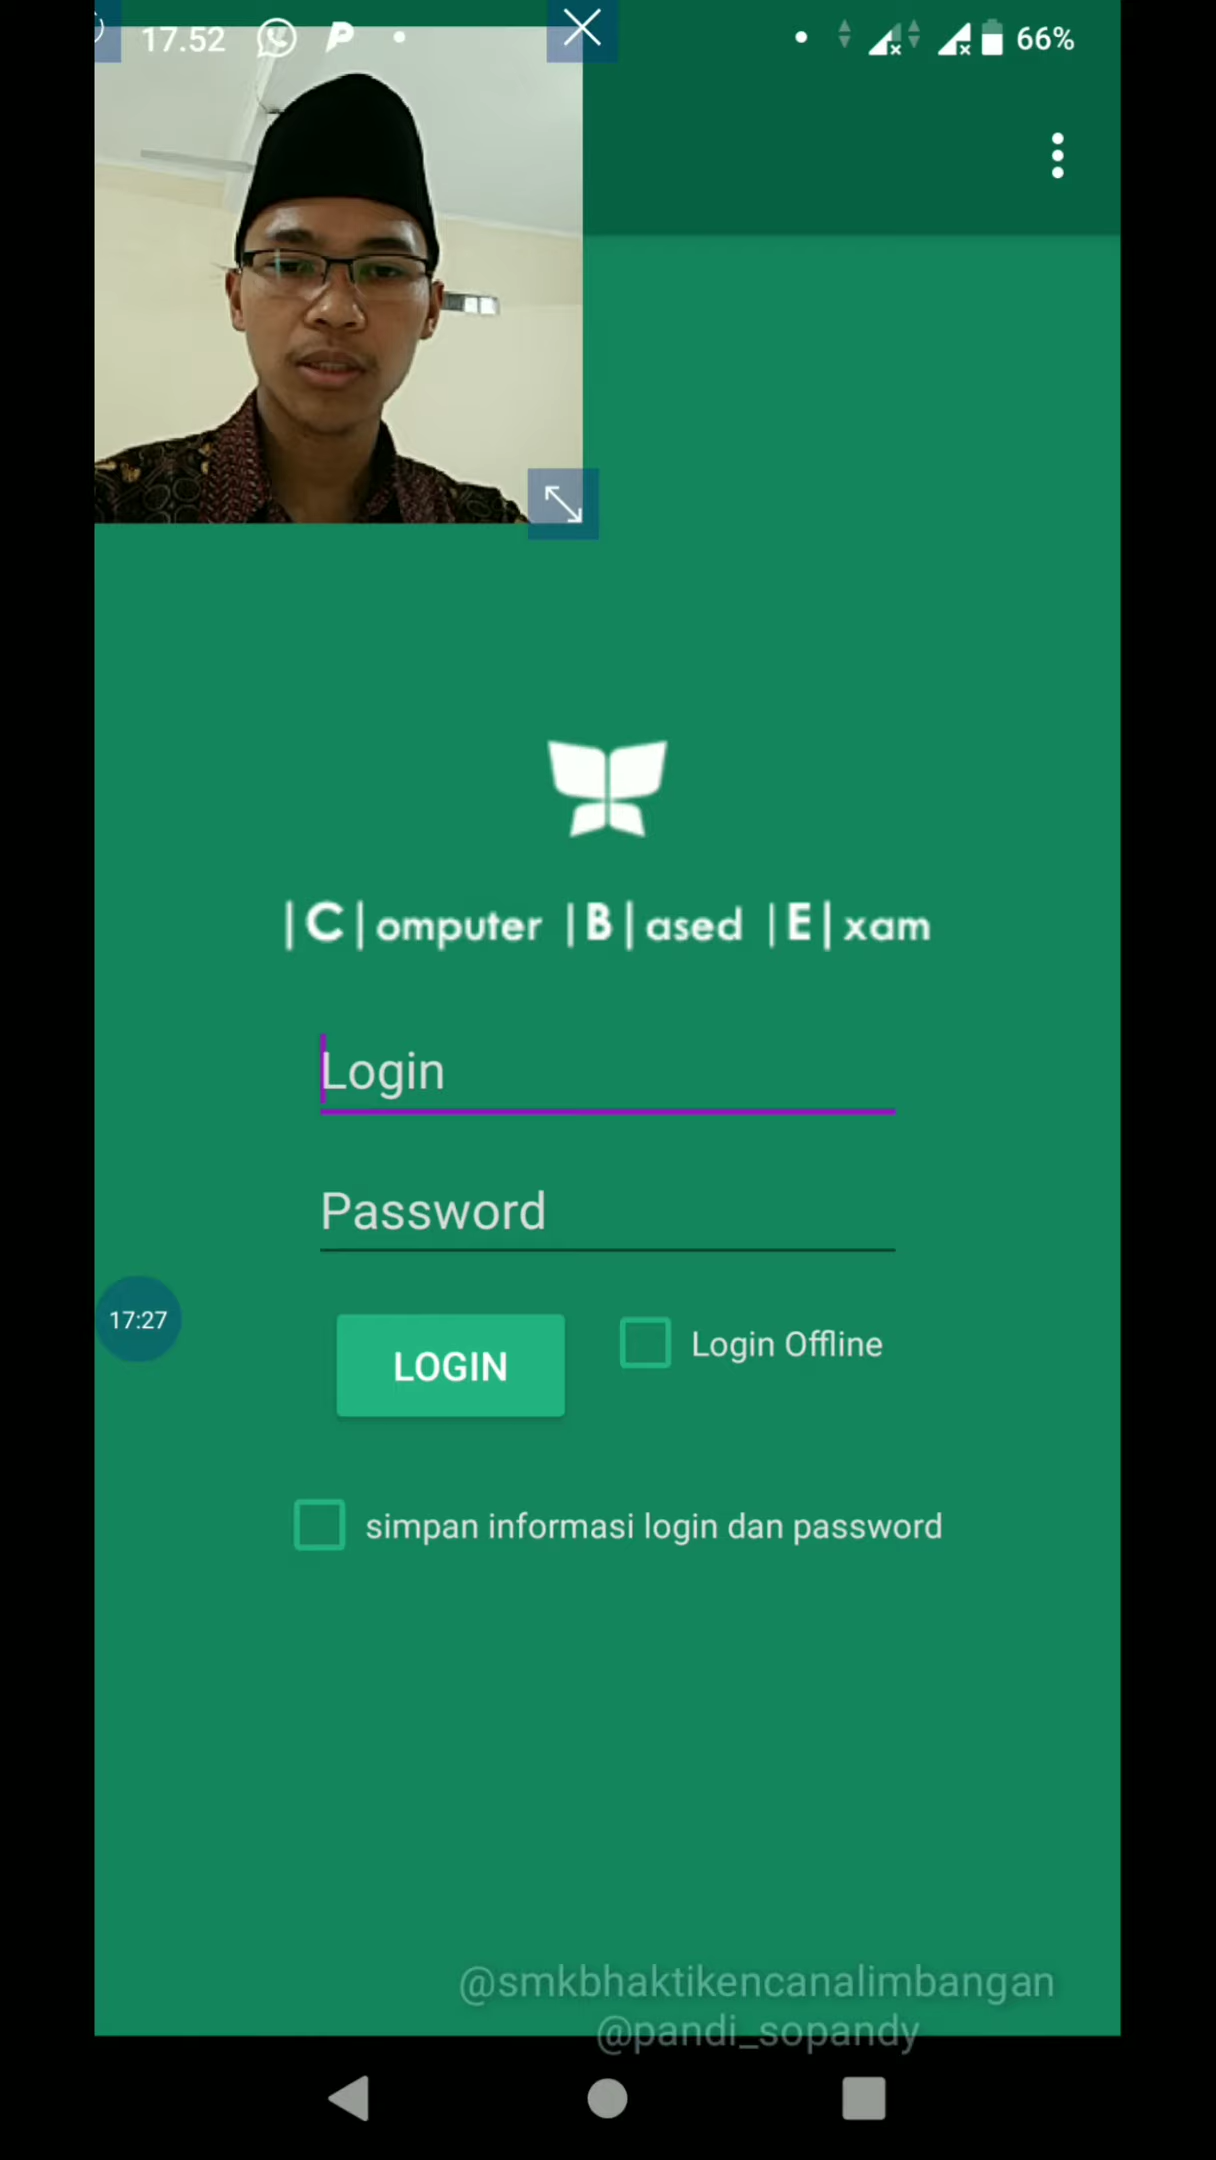 17.52
66%
|C|omputer |B|ased |E|xam
Login
Password
17:27
LOGIN
Login Offline
simpan informasi login dan password
@smkbhaktikencanalimbangan
@pandi_sopandy